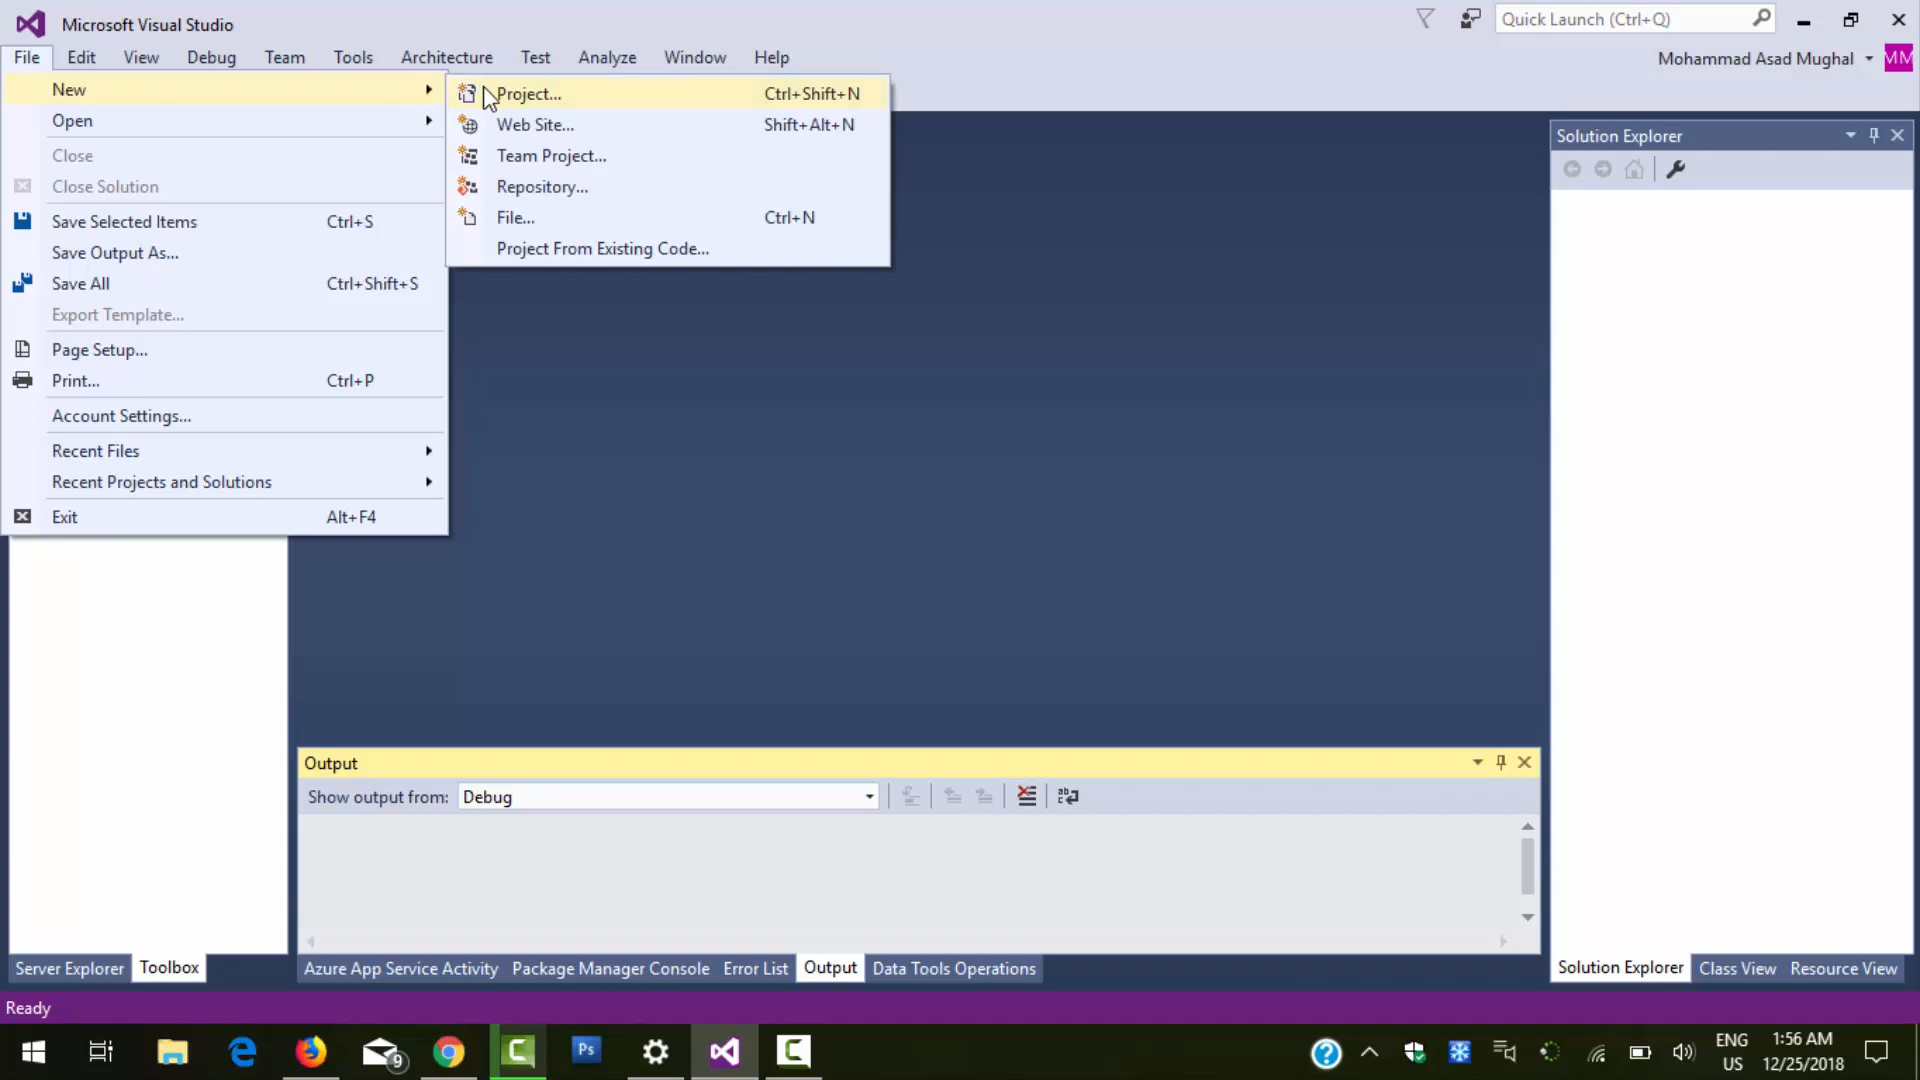 Microsoft Visual Studio
Quick Launch (Ctrl+Q)
File Edit View Debug Team Tools Architecture Test Analyze Window Help
Mohammad Asad Mughal MM
New
Open
Close
Close Solution
Save Selected Items Ctrl+S
Save Output As...
Save All Ctrl+Shift+S
Export Template...
Page Setup...
Print... Ctrl+P
Account Settings...
Recent Files
Recent Projects and Solutions
Exit Alt+F4
Project... Ctrl+Shift+N
Web Site... Shift+Alt+N
Team Project...
Repository...
File... Ctrl+N
Project From Existing Code...
Solution Explorer
Output
Show output from: Debug
Server Explorer Toolbox
Azure App Service Activity Package Manager Console Error List Output Data Tools Operations
Solution Explorer Class View Resource View
Ready
9
Ps
ENG
US
1:56 AM
12/25/2018